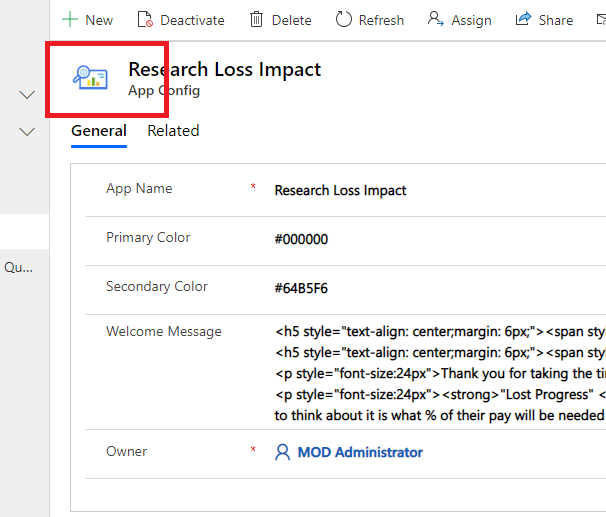 New Deactivate Delete Refresh Assign Share
Research Loss Impact
App Config
General Related
App Name * Research Loss Impact
Primary Color #000000
Secondary Color #64B5F6
Qu...
Welcome Message <h5 style="text-align: center;margin: 6px;"><span sty
<h5 style="text-align: center;margin: 6px;"><span sty
<p style="font-size:24px">Thank you for taking the tin
<p style="font-size:24px"><strong>"Lost Progress" <
to think about it is what % of their pay will be needed
Owner * MOD Administrator